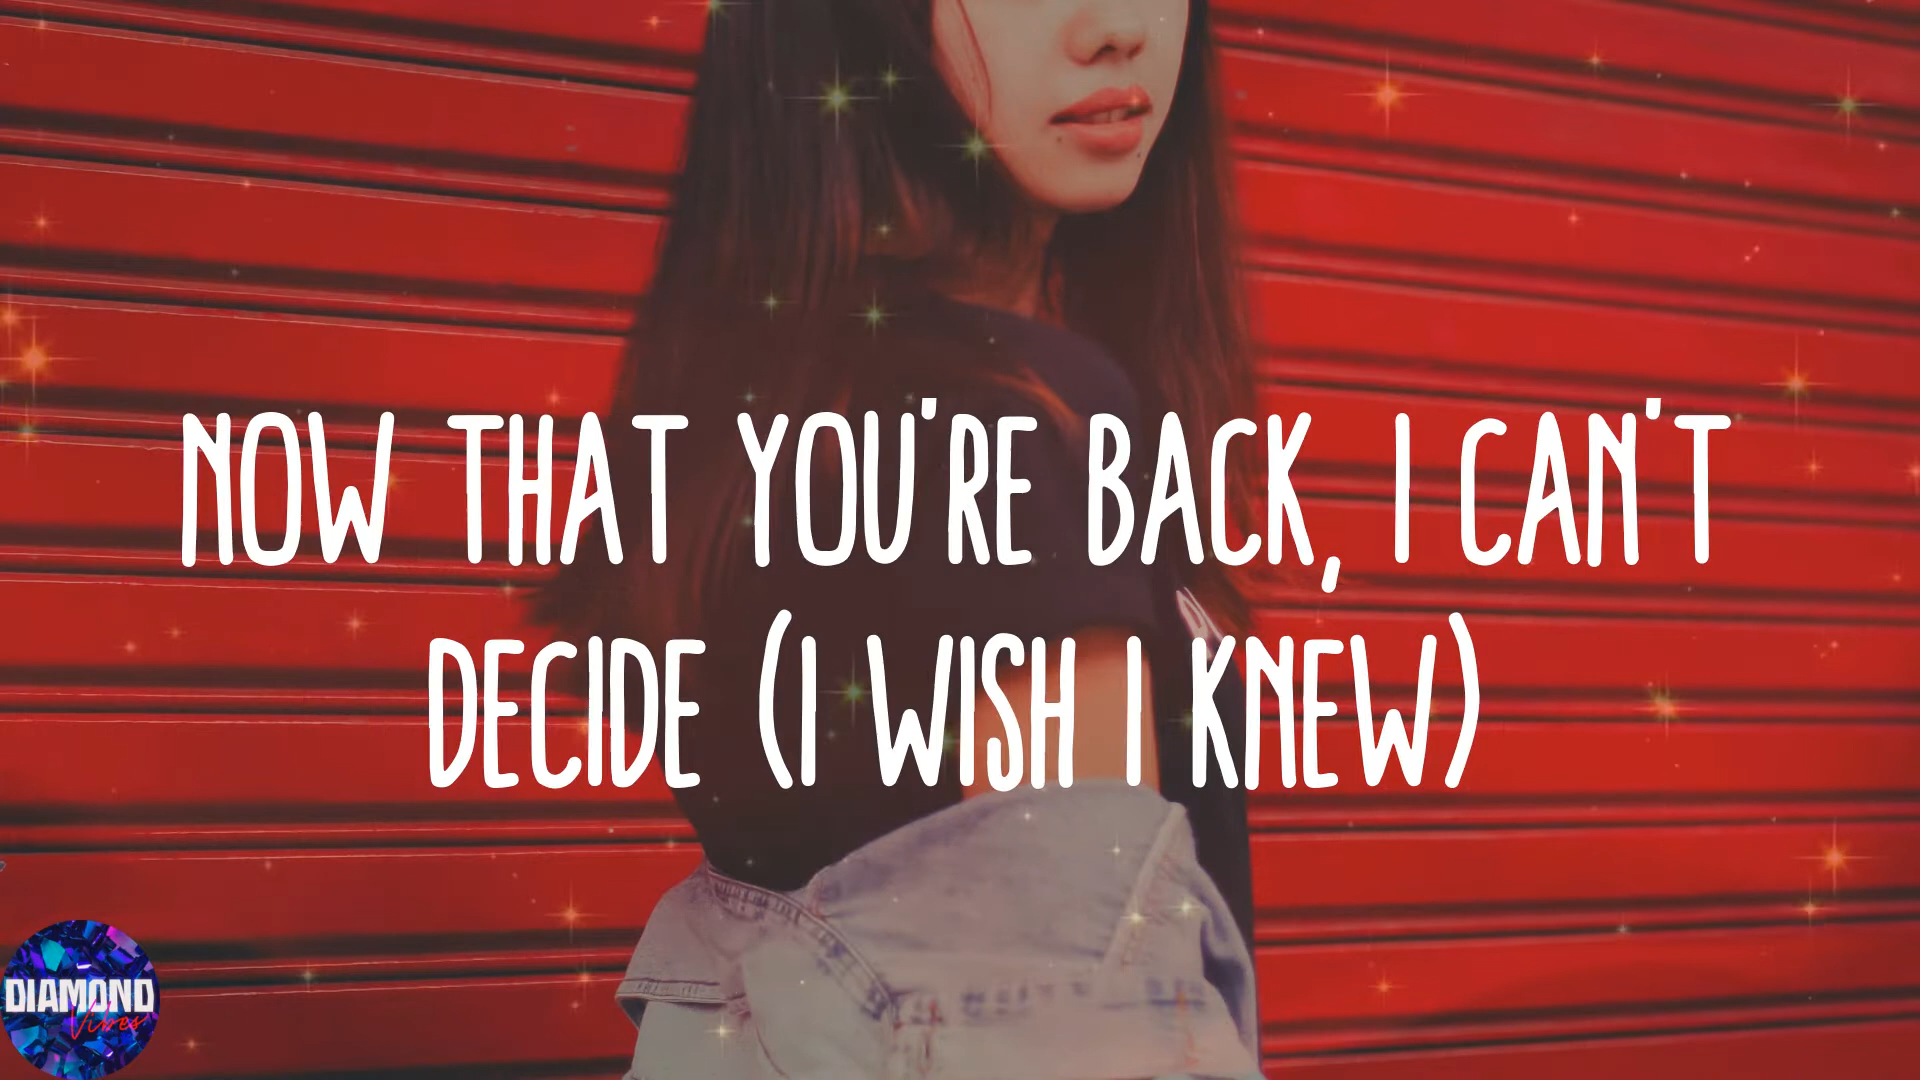 NOW THAT YOU'RE BACK, I CAN'T
DECIDE (I WISH I KNEW)
DIAMOND
Vibes